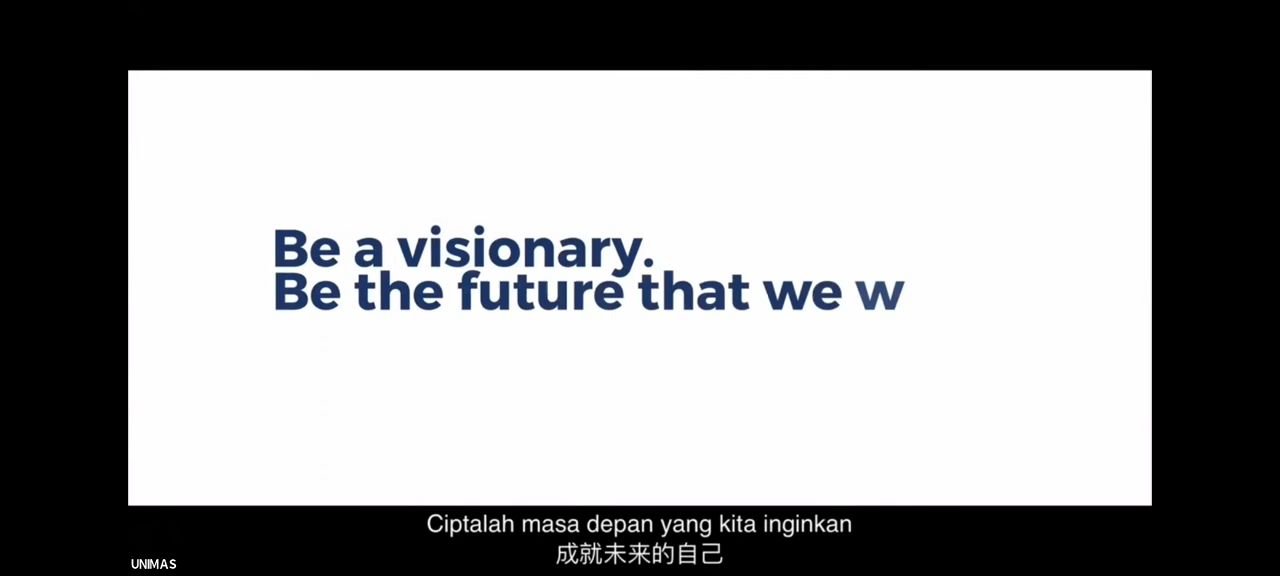 Be a visionary.
Be the future that we w
Ciptalah masa depan yang kita inginkan
成就未来的自己
UNIMAS